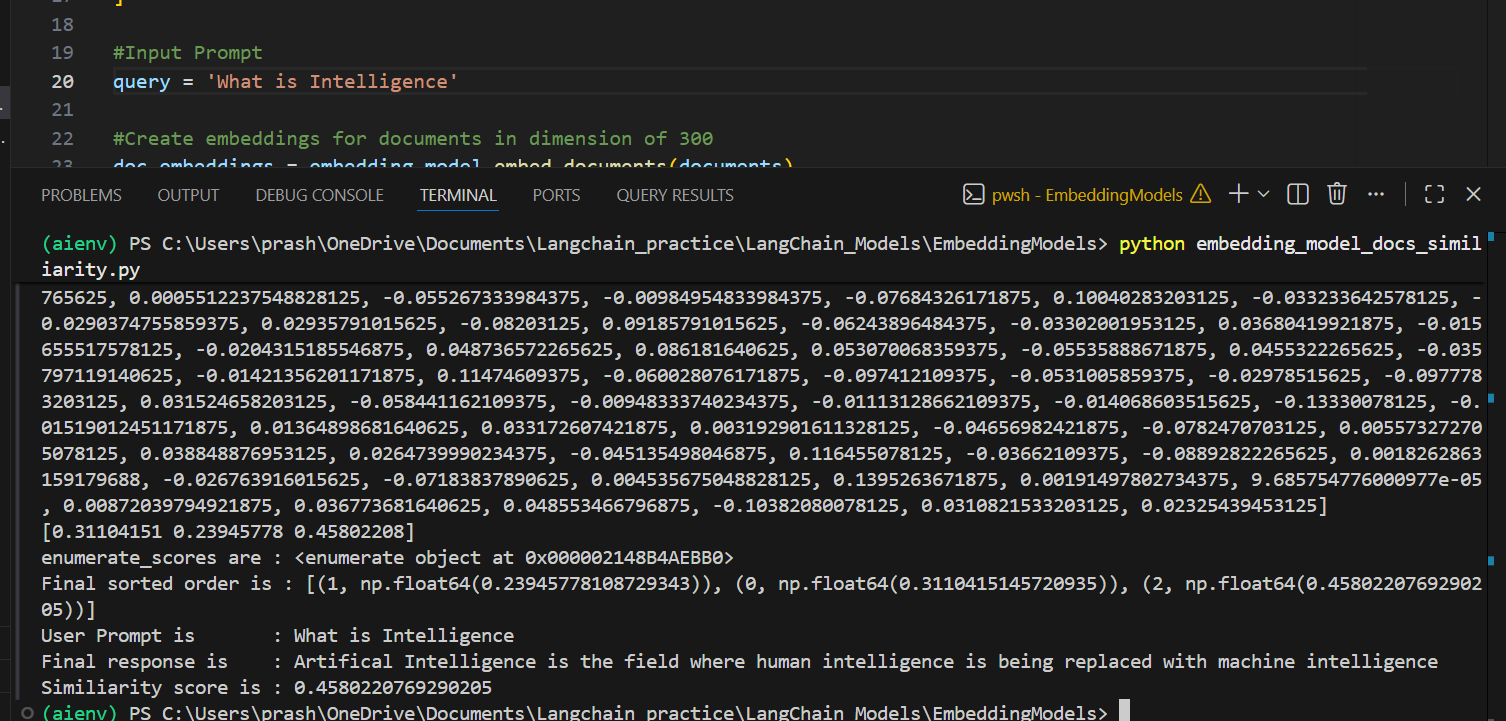 17 ]
18
19 #Input Prompt
20 query = 'What is Intelligence'
21
22 #Create embeddings for documents in dimension of 300
23 doc_embeddings = embedding_model.embed_documents(documents)
PROBLEMS OUTPUT DEBUG CONSOLE TERMINAL PORTS QUERY RESULTS pwsh - EmbeddingModels
(aienv) PS C:\Users\prash\OneDrive\Documents\Langchain_practice\LangChain_Models\EmbeddingModels> python embedding_model_docs_simil
iarity.py
765625, 0.0005512237548828125, -0.055267333984375, -0.00984954833984375, -0.07684326171875, 0.10040283203125, -0.033233642578125, -
0.0290374755859375, 0.02935791015625, -0.08203125, 0.09185791015625, -0.06243896484375, -0.03302001953125, 0.03680419921875, -0.015
655517578125, -0.0204315185546875, 0.048736572265625, 0.086181640625, 0.053070068359375, -0.05535888671875, 0.0455322265625, -0.035
797119140625, -0.01421356201171875, 0.11474609375, -0.060028076171875, -0.097412109375, -0.0531005859375, -0.02978515625, -0.097778
3203125, 0.031524658203125, -0.058441162109375, -0.00948333740234375, -0.01113128662109375, -0.014068603515625, -0.13330078125, -0.
01519012451171875, 0.01364898681640625, 0.033172607421875, 0.003192901611328125, -0.04656982421875, -0.0782470703125, 0.00557327270
5078125, 0.038848876953125, 0.0264739990234375, -0.045135498046875, 0.116455078125, -0.03662109375, -0.08892822265625, 0.0018262863
159179688, -0.026763916015625, -0.07183837890625, 0.004535675048828125, 0.1395263671875, 0.00191497802734375, 9.685754776000977e-05
, 0.00872039794921875, 0.036773681640625, 0.048553466796875, -0.10382080078125, 0.0310821533203125, 0.02325439453125]
[0.31104151 0.23945778 0.45802208]
enumerate_scores are : <enumerate object at 0x000002148B4AEBB0>
Final sorted order is : [(1, np.float64(0.23945778108729343)), (0, np.float64(0.3110415145720935)), (2, np.float64(0.45802207692902
05))]
User Prompt is       : What is Intelligence
Final response is    : Artifical Intelligence is the field where human intelligence is being replaced with machine intelligence
Similiarity score is : 0.4580220769290205
(aienv) PS C:\Users\prash\OneDrive\Documents\Langchain_practice\LangChain_Models\EmbeddingModels>